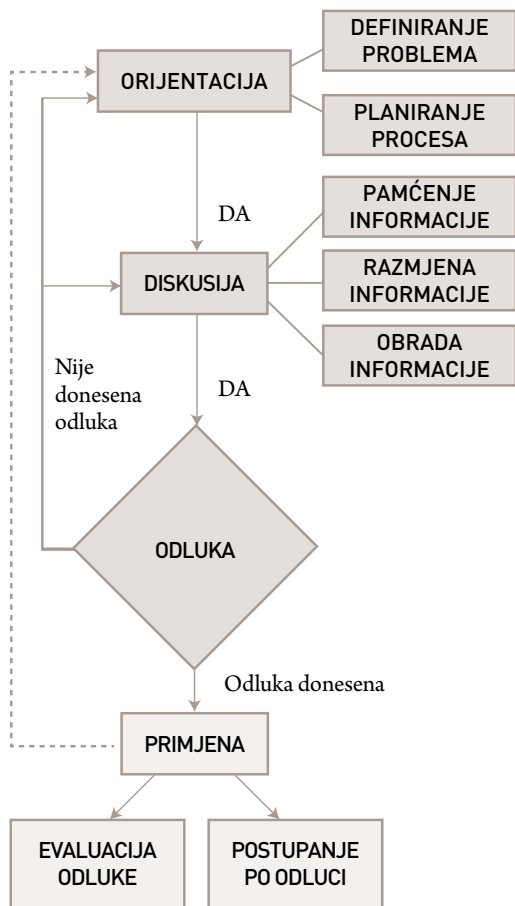 DEFINIRANJE
PROBLEMA
ORIJENTACIJA
PLANIRANJE
PROCESA
PAMĆENJE
INFORMACIJE
DA
DISKUSIJA
RAZMJENA
INFORMACIJE
OBRADA
INFORMACIJE
Nije
donesena
odluka
DA
ODLUKA
Odluka donesena
PRIMJENA
EVALUACIJA
ODLUKE
POSTUPANJE
PO ODLUCI